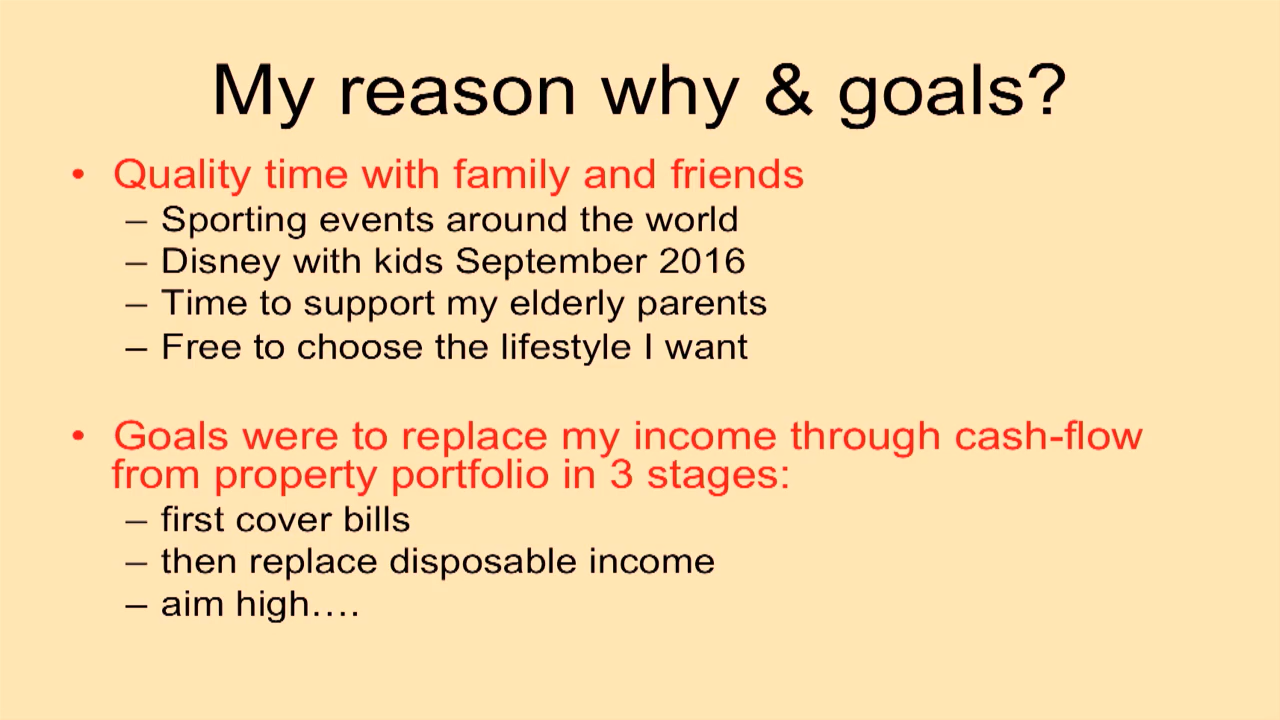 My reason why & goals?
• Quality time with family and friends
– Sporting events around the world
– Disney with kids September 2016
– Time to support my elderly parents
– Free to choose the lifestyle I want
• Goals were to replace my income through cash-flow
from property portfolio in 3 stages:
– first cover bills
– then replace disposable income
– aim high....